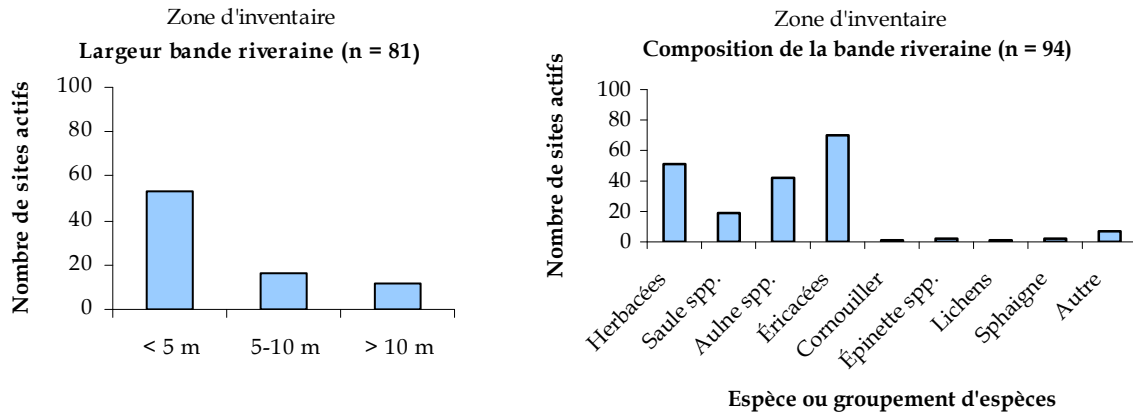 Zone d'inventaire
Largeur bande riveraine (n = 81)
Nombre de sites actifs
100
80
60
40
20
0
< 5 m
5-10 m
> 10 m
Zone d'inventaire
Composition de la bande riveraine (n = 94)
Nombre de sites actifs
100
80
60
40
20
0
Herbacées
Saule spp.
Aulne spp.
Éricacées
Cornouiller
Épinette spp.
Lichens
Sphaigne
Autre
Espèce ou groupement d'espèces